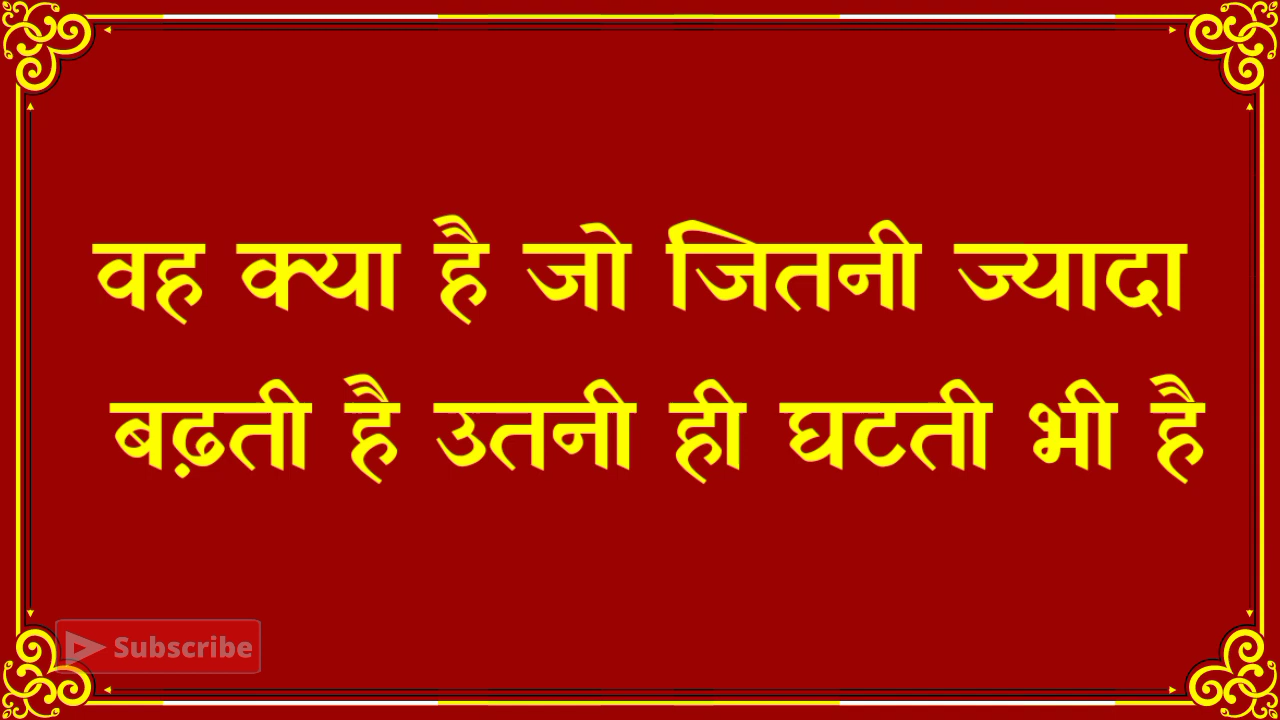 वह क्या है जो जितनी ज्यादा
बढ़ती है उतनी ही घटती भी है
Subscribe